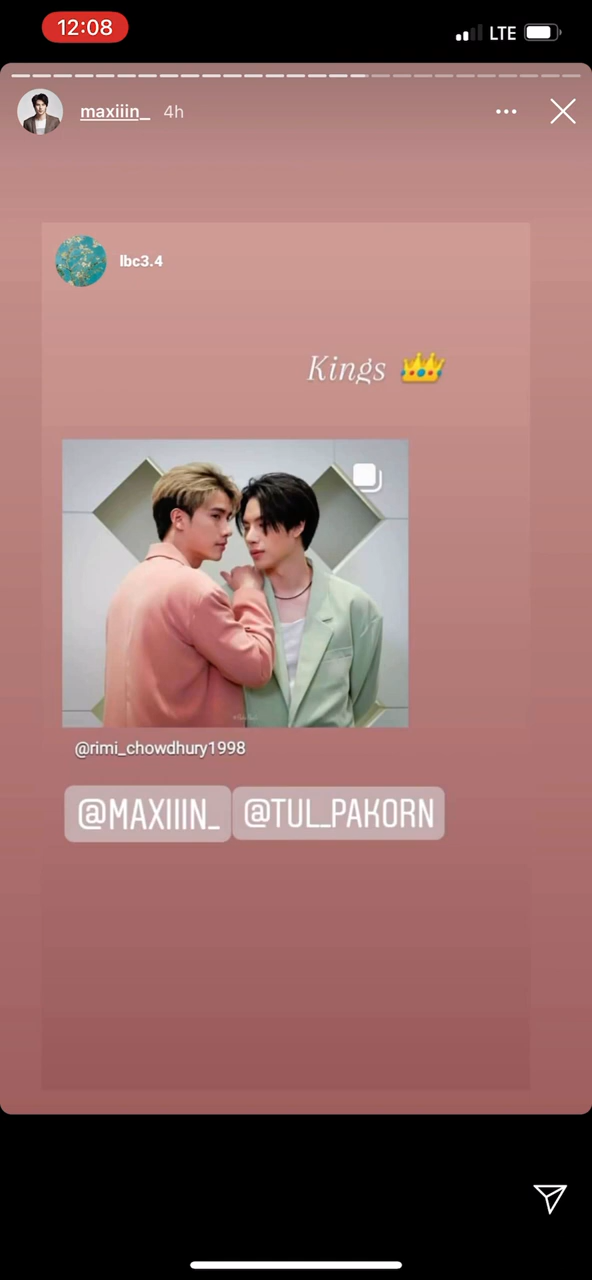 12:08
LTE
maxiiin_ 4h
lbc3.4
Kings
@rimi_chowdhury1998
@MAXIIIN_ @TUL_PAKORN